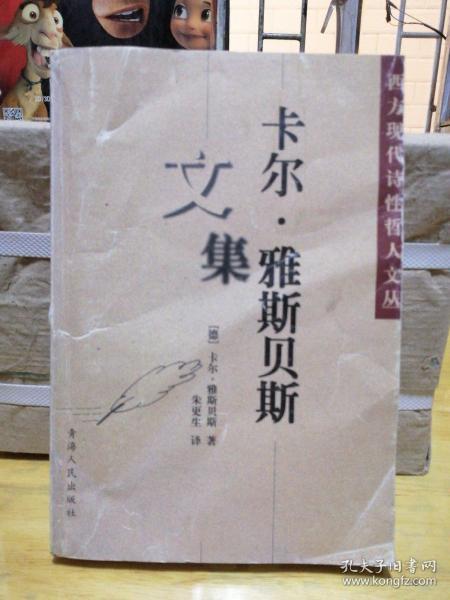 西方现代诗性哲人文丛
卡尔·雅斯贝斯
文集
[德] 卡尔·雅斯贝斯 著
朱更生 译
青海人民出版社
孔夫子旧书网
www.kongfz.com